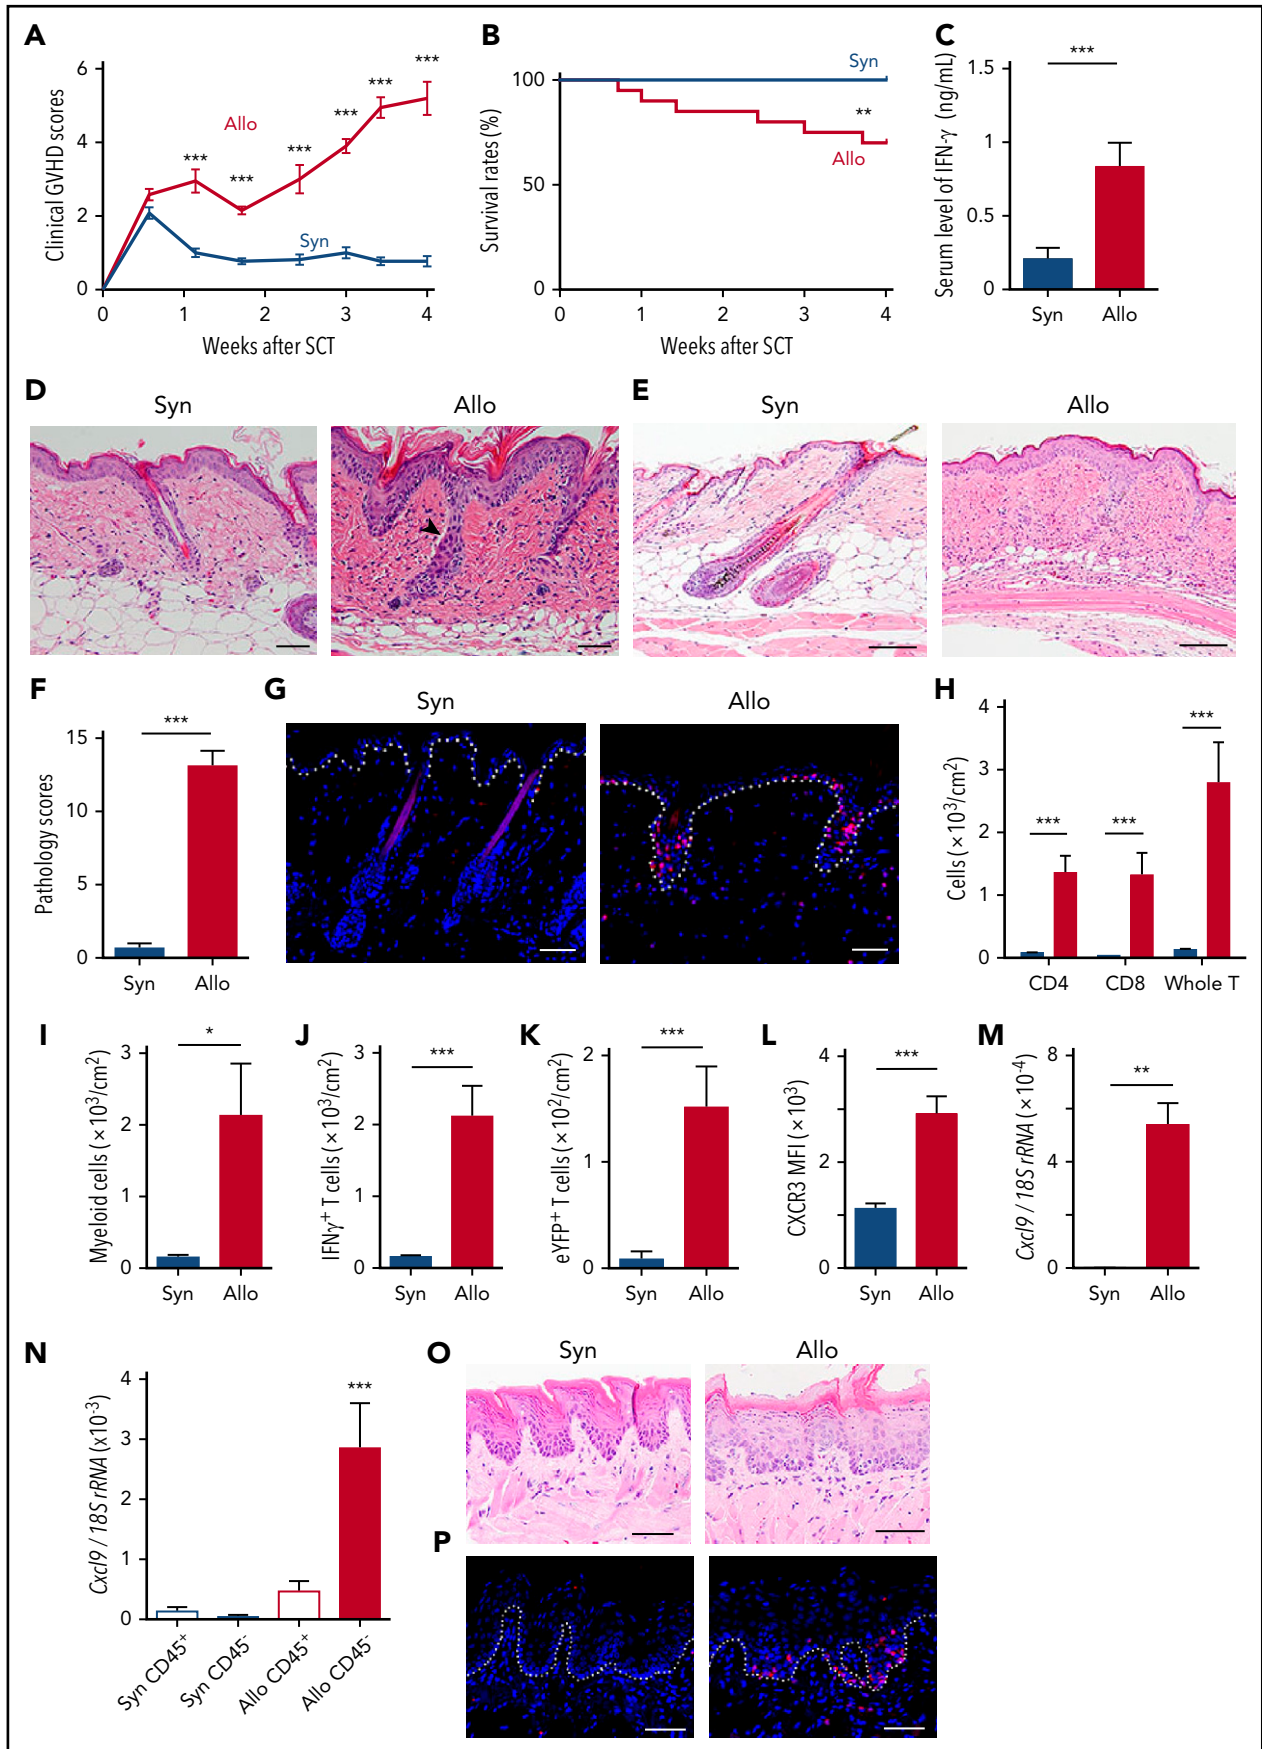 A
Clinical GVHD scores
6
4
2
0
***
***
***
***
***
***
Allo
Syn
0 1 2 3 4
Weeks after SCT
B
Survival rates (%)
100
50
0
Syn
**
Allo
0 1 2 3 4
Weeks after SCT
C
Serum level of IFN-γ (ng/mL)
1.5
1
0.5
0
***
Syn Allo
D
Syn Allo
E
Syn Allo
F
Pathology scores
15
10
5
0
***
Syn Allo
G
Syn Allo
H
Cells (×10³/cm²)
4
3
2
1
0
***
***
***
CD4 CD8 Whole T
I
Myeloid cells (×10³/cm²)
3
2
1
0
*
Syn Allo
J
IFNγ⁺ T cells (×10³/cm²)
3
2
1
0
***
Syn Allo
K
eYFP⁺ T cells (×10²/cm²)
2
1
0
***
Syn Allo
L
CXCR3 MFI (×10³)
4
2
0
***
Syn Allo
M
Cxcl9 / 18S rRNA (×10⁻⁴)
8
4
0
**
Syn Allo
N
Cxcl9 / 18S rRNA (x10⁻³)
4
3
2
1
0
***
Syn CD45⁺
Syn CD45⁻
Allo CD45⁺
Allo CD45⁻
O
Syn Allo
P